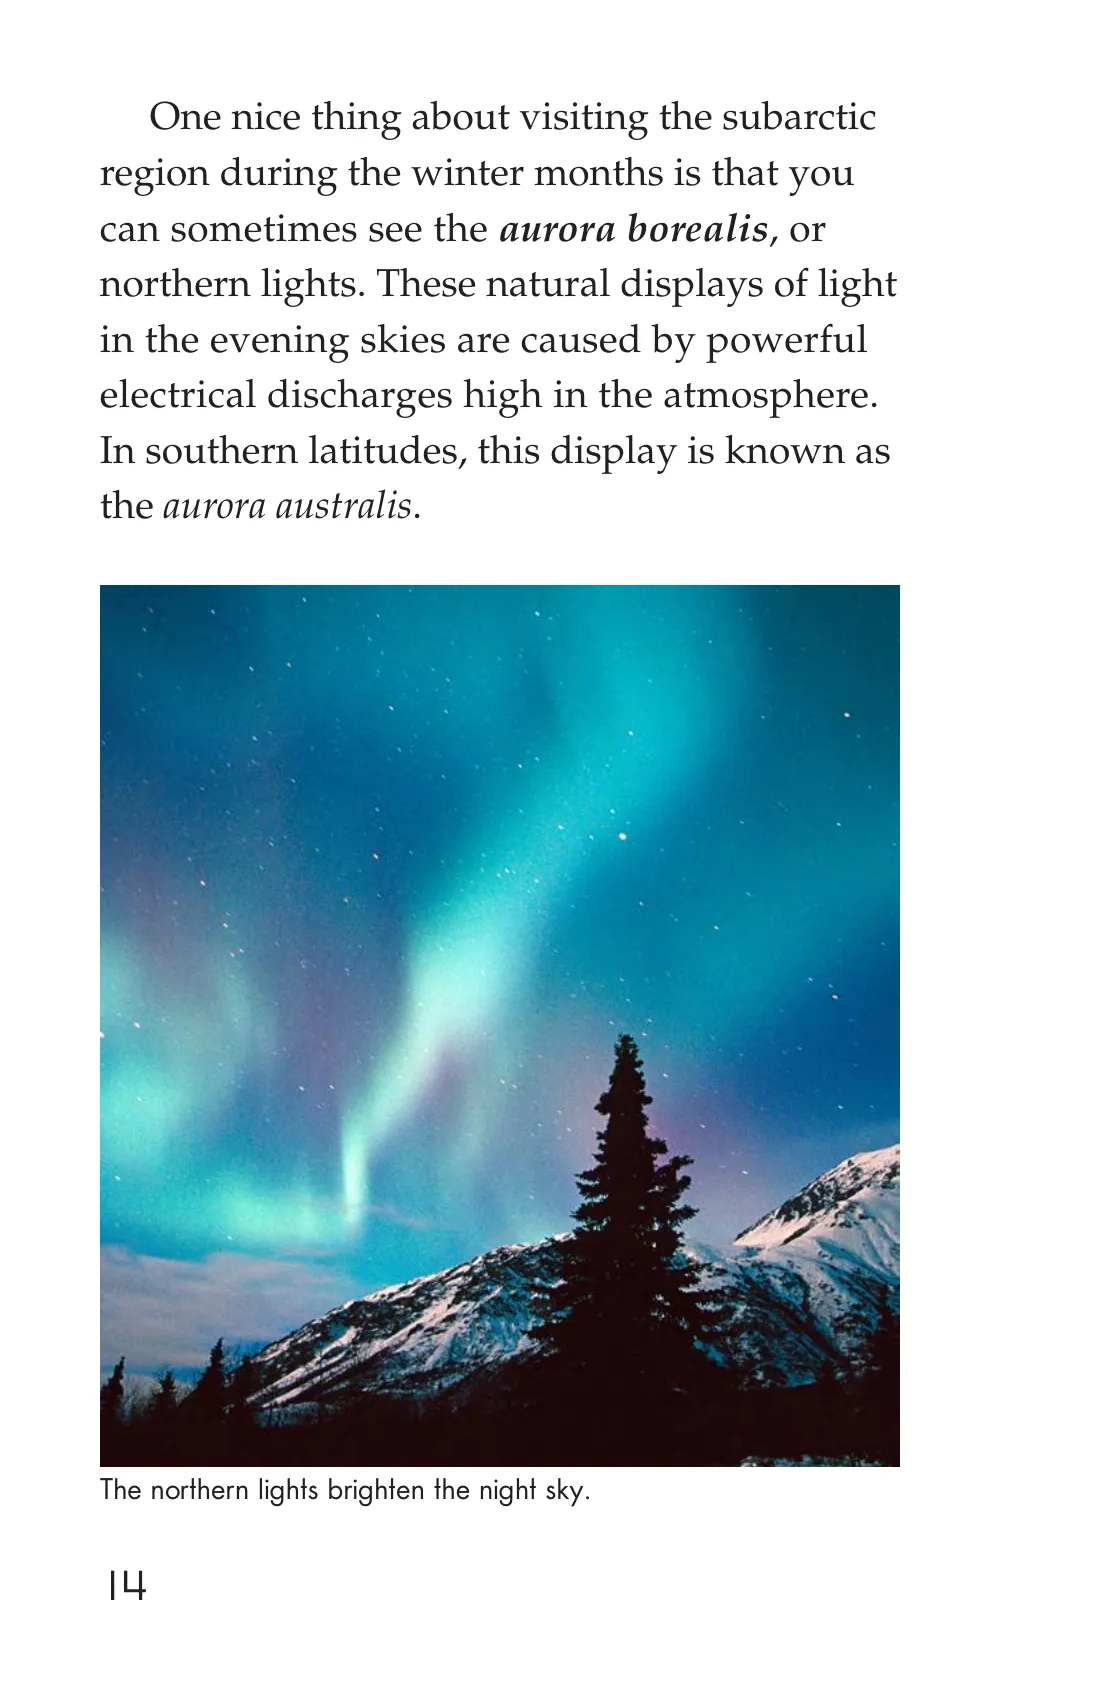 One nice thing about visiting the subarctic
region during the winter months is that you
can sometimes see the aurora borealis, or
northern lights. These natural displays of light
in the evening skies are caused by powerful
electrical discharges high in the atmosphere.
In southern latitudes, this display is known as
the aurora australis.
The northern lights brighten the night sky.
14